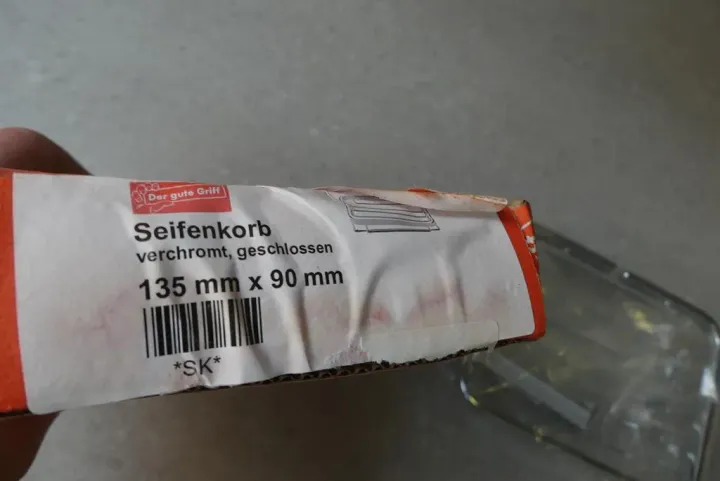 Der gute Griff
Seifenkorb
verchromt, geschlossen
135 mm x 90 mm
*SK*